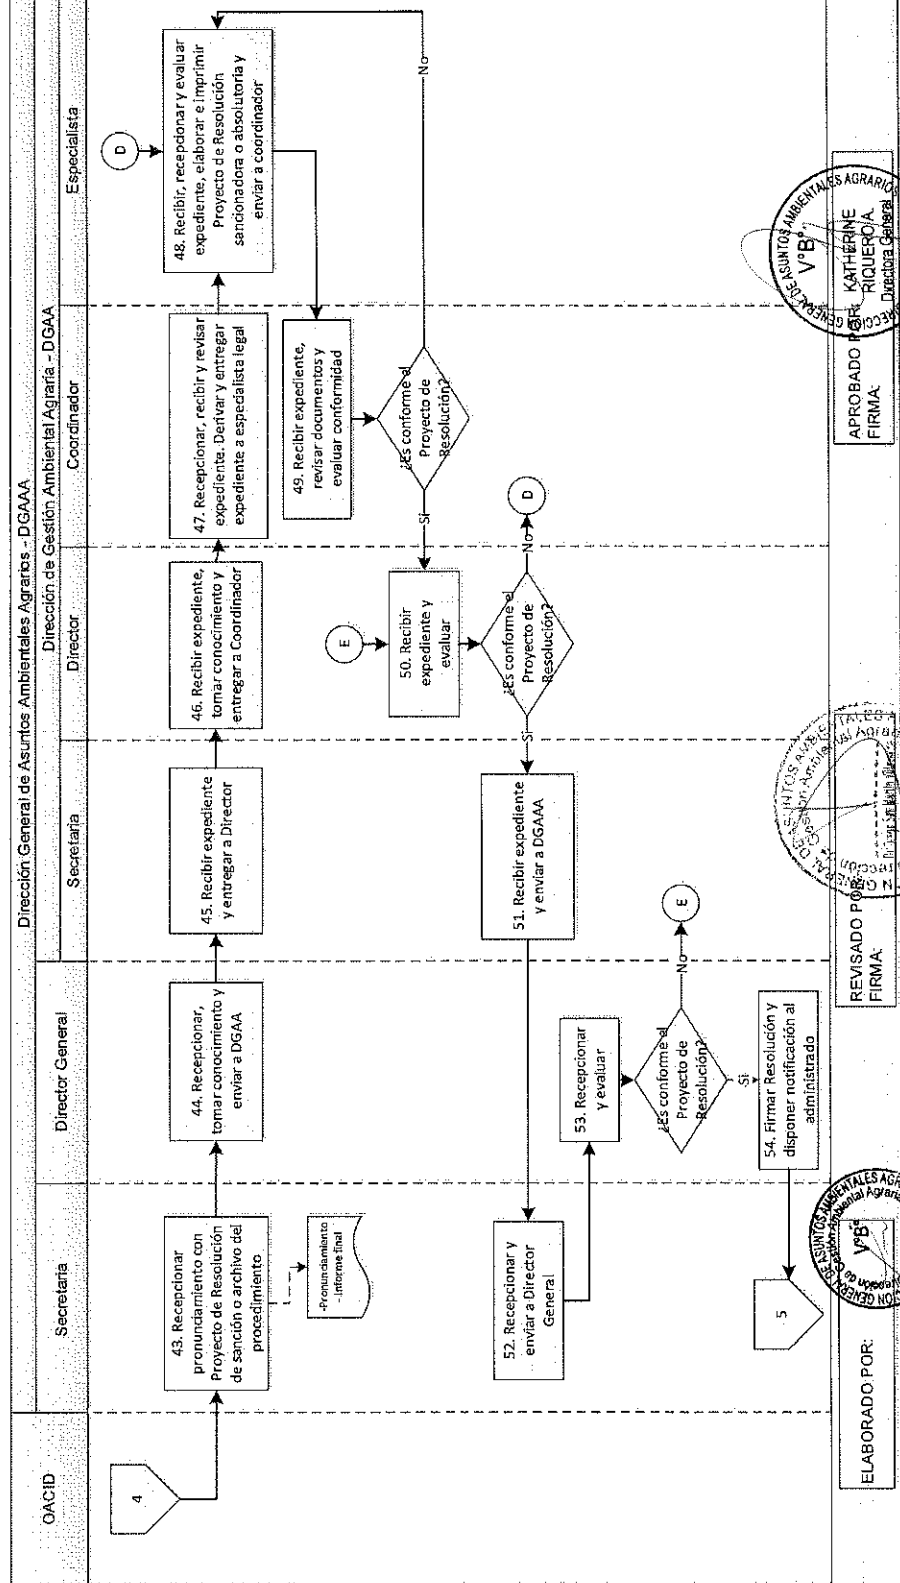 Dirección General de Asuntos Ambientales Agrarios - DGAAA
Dirección de Gestión Ambiental Agraria - DGAA
OACID
Secretaria
Director General
Secretaria
Director
Coordinador
Especialista
4
43. Recepcionar
pronunciamiento con
Proyecto de Resolución
de sanción o archivo del
procedimiento
-Pronunciamiento
- Informe final
44. Recepcionar,
tomar conocimiento y
enviar a DGAA
45. Recibir expediente
y entregar a Director
46. Recibir expediente,
tomar conocimiento y
entregar a Coordinador
47. Recepcionar, recibir y revisar
expediente. Derivar y entregar
expediente a especialista legal
D
48. Recibir, recepcionar y evaluar
expediente, elaborar e imprimir
Proyecto de Resolución
sancionadora o absolutoria y
enviar a coordinador
49. Recibir expediente,
revisar documentos y
evaluar conformidad
¿Es conforme el
Proyecto de
Resolución?
No
Si
E
50. Recibir
expediente y
evaluar
¿Es conforme el
Proyecto de
Resolución?
No
D
Si
51. Recibir expediente
y enviar a DGAAA
52. Recepcionar y
enviar a Director
General
53. Recepcionar
y evaluar
¿Es conforme el
Proyecto de
Resolución?
No
E
Si
54. Firmar Resolución y
disponer notificación al
administrado
5
ELABORADO POR:
V°B°
REVISADO POR:
FIRMA:
APROBADO POR: KATHERINE
RIQUERO A.
Directora General
FIRMA:
DIRECCIÓN GENERAL DE ASUNTOS AMBIENTALES AGRARIOS
V°B°